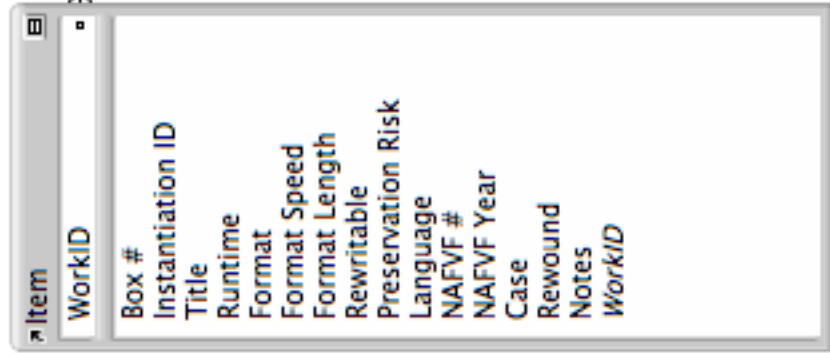 Item
WorkID
Box #
Instantiation ID
Title
Runtime
Format
Format Speed
Format Length
Rewritable
Preservation Risk
Language
NAFVF #
NAFVF Year
Case
Rewound
Notes
WorkID